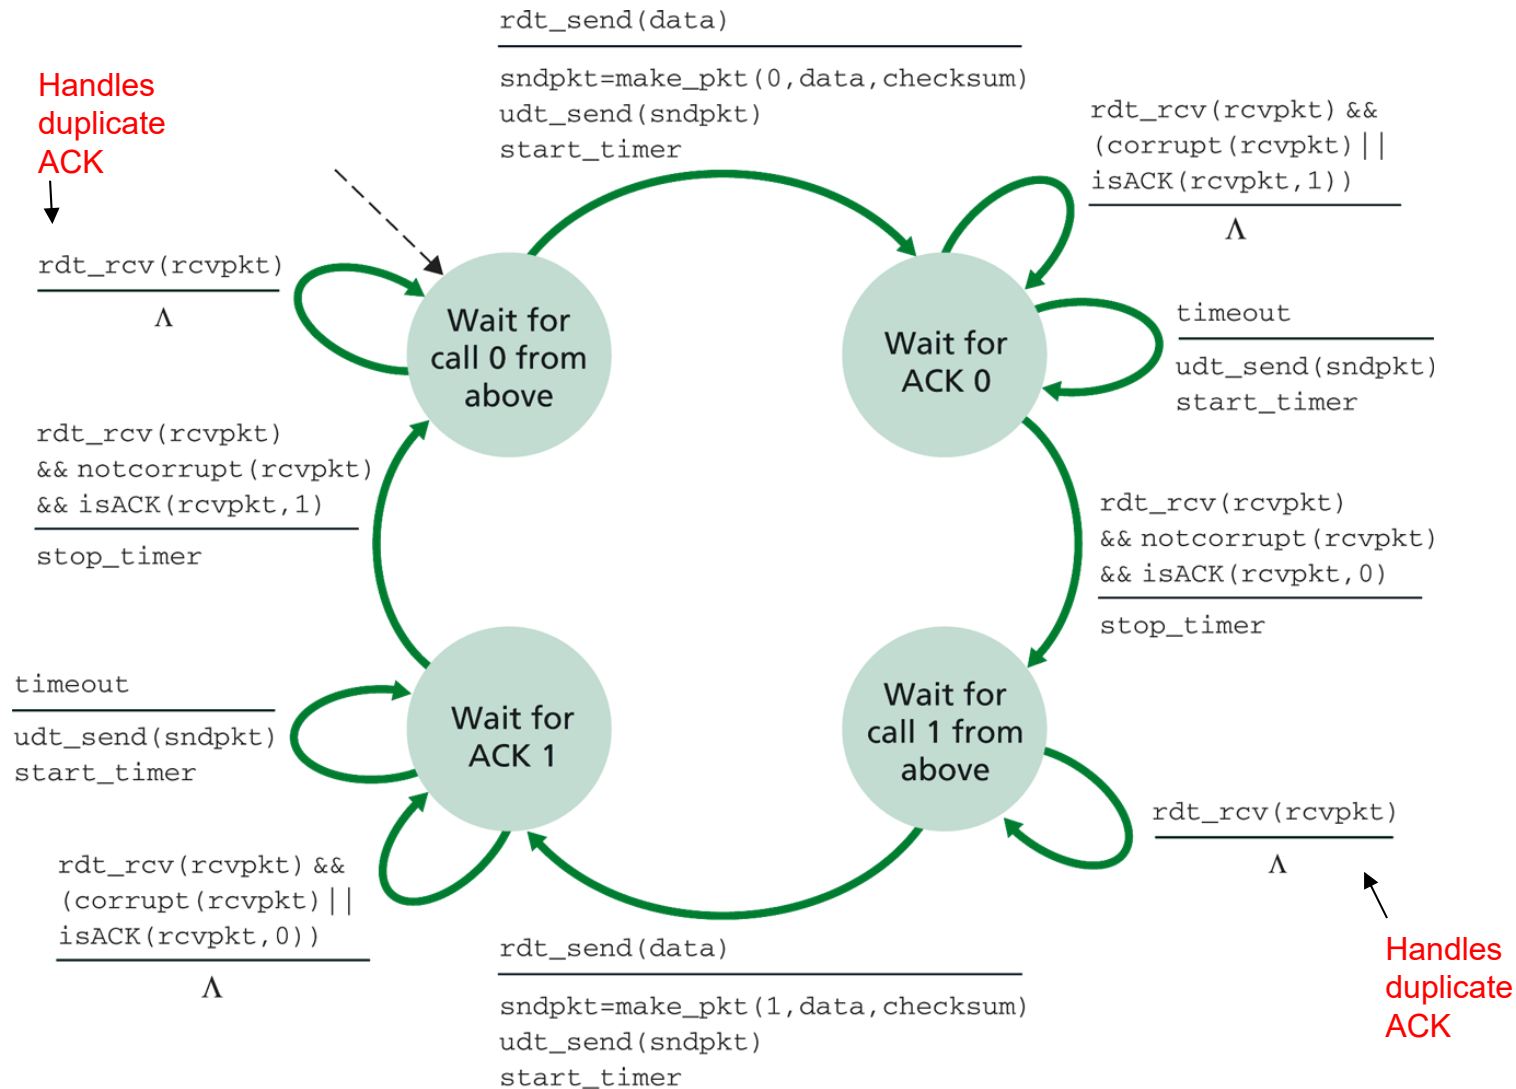 rdt_send(data)
sndpkt=make_pkt(0,data,checksum)
udt_send(sndpkt)
start_timer
Handles
duplicate
ACK
rdt_rcv(rcvpkt)
Λ
rdt_rcv(rcvpkt) &&
(corrupt(rcvpkt)||
isACK(rcvpkt,1))
Λ
Wait for
call 0 from
above
Wait for
ACK 0
timeout
udt_send(sndpkt)
start_timer
rdt_rcv(rcvpkt)
&& notcorrupt(rcvpkt)
&& isACK(rcvpkt,1)
stop_timer
rdt_rcv(rcvpkt)
&& notcorrupt(rcvpkt)
&& isACK(rcvpkt,0)
stop_timer
timeout
udt_send(sndpkt)
start_timer
Wait for
ACK 1
Wait for
call 1 from
above
rdt_rcv(rcvpkt)
Λ
rdt_rcv(rcvpkt) &&
(corrupt(rcvpkt)||
isACK(rcvpkt,0))
Λ
rdt_send(data)
sndpkt=make_pkt(1,data,checksum)
udt_send(sndpkt)
start_timer
Handles
duplicate
ACK